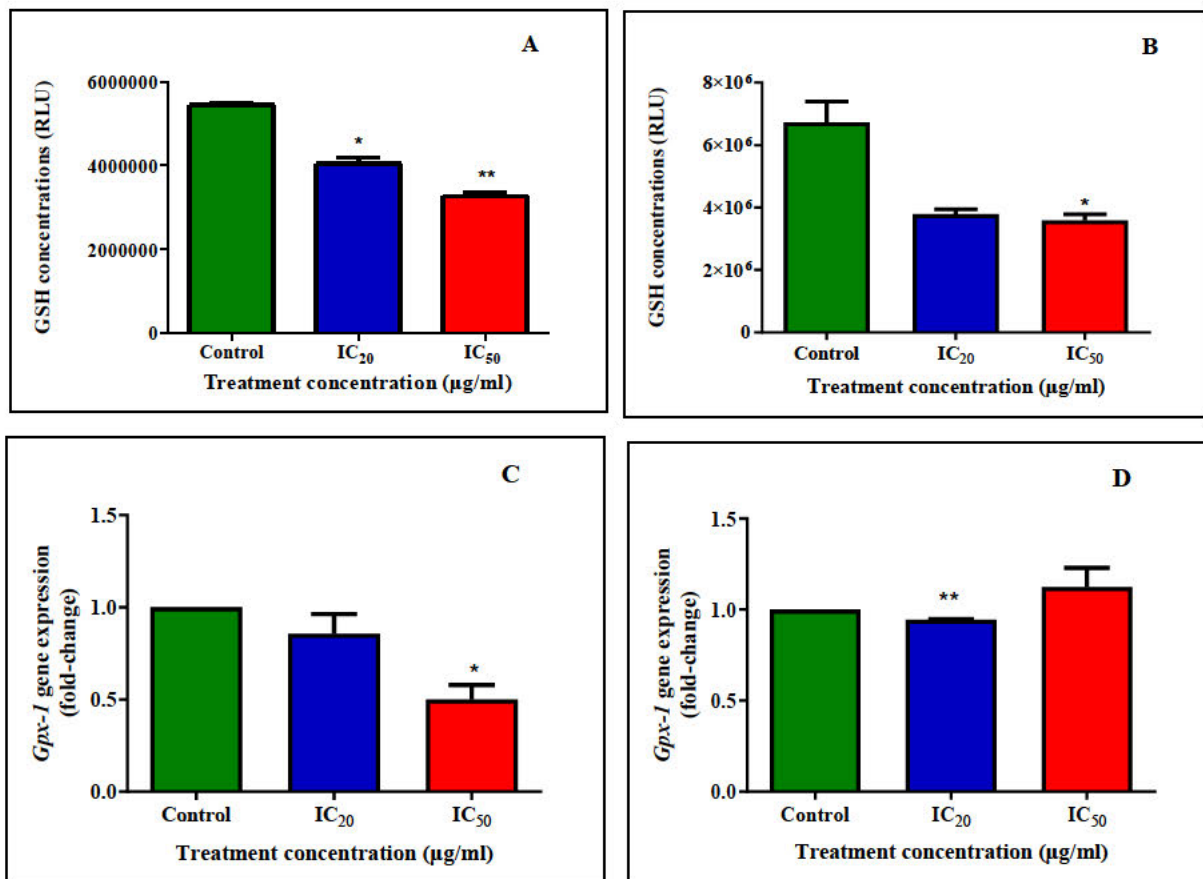 A
GSH concentrations (RLU)
6000000
4000000
2000000
0
*
**
Control
IC₂₀
IC₅₀
Treatment concentration (µg/ml)
B
GSH concentrations (RLU)
8×10⁶
6×10⁶
4×10⁶
2×10⁶
0
*
Control
IC₂₀
IC₅₀
Treatment concentration (µg/ml)
C
Gpx-1 gene expression
(fold-change)
1.5
1.0
0.5
0.0
*
Control
IC₂₀
IC₅₀
Treatment concentration (µg/ml)
D
Gpx-1 gene expression
(fold-change)
1.5
1.0
0.5
0.0
**
Control
IC₂₀
IC₅₀
Treatment concentration (µg/ml)